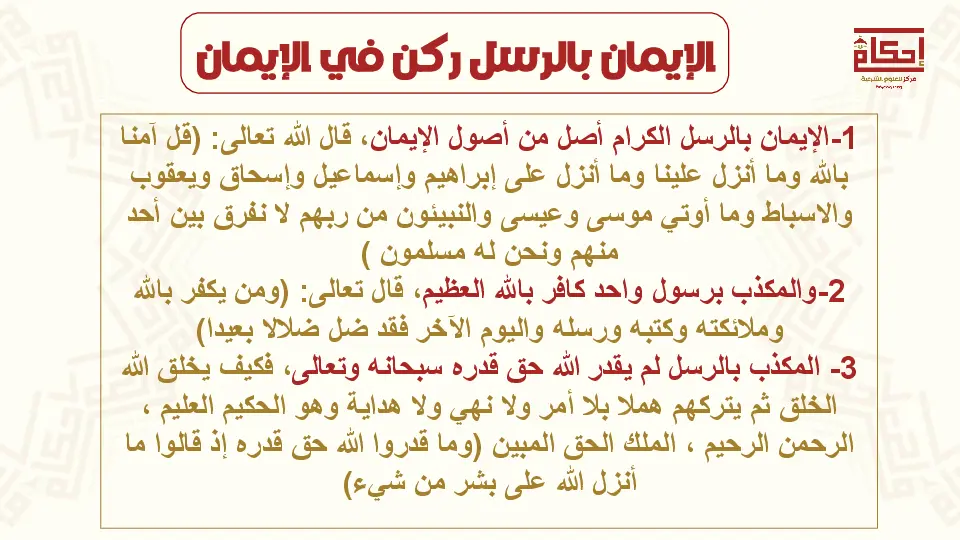 الإيمان بالرسل ركن في الإيمان
إحكام
مركز للعلوم الشرعية
1-الإيمان بالرسل الكرام أصل من أصول الإيمان، قال الله تعالى: (قل آمنا
بالله وما أنزل علينا وما أنزل على إبراهيم وإسماعيل وإسحاق ويعقوب
والاسباط وما أوتي موسى وعيسى والنبيئون من ربهم لا نفرق بين أحد
منهم ونحن له مسلمون )
2-والمكذب برسول واحد كافر بالله العظيم، قال تعالى: (ومن يكفر بالله
وملائكته وكتبه ورسله واليوم الآخر فقد ضل ضلالا بعيدا)
3- المكذب بالرسل لم يقدر الله حق قدره سبحانه وتعالى، فكيف يخلق الله
الخلق ثم يتركهم هملا بلا أمر ولا نهي ولا هداية وهو الحكيم العليم ،
الرحمن الرحيم ، الملك الحق المبين (وما قدروا الله حق قدره إذ قالوا ما
أنزل الله على بشر من شيء)